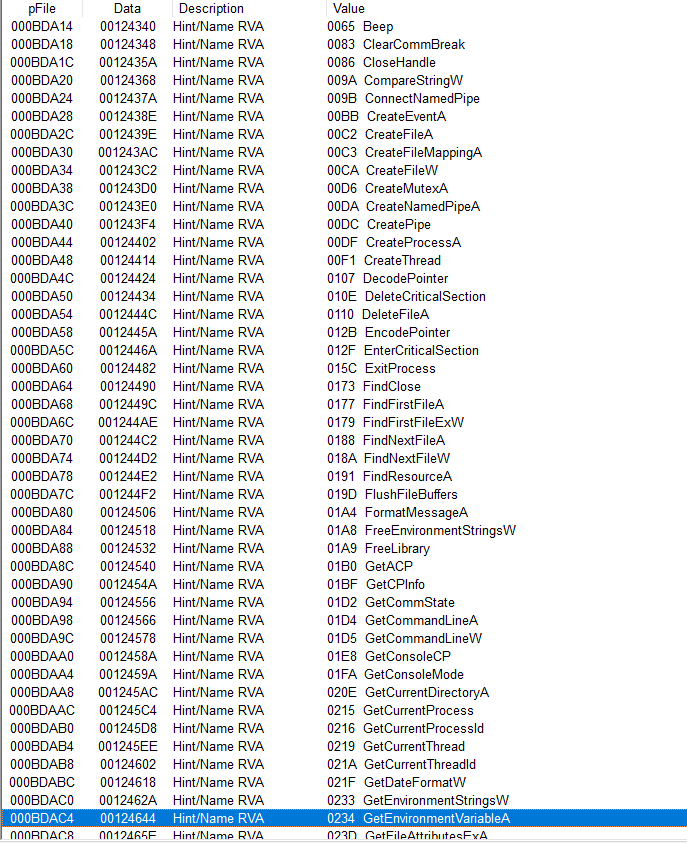 pFile Data Description Value
000BDA14 00124340 Hint/Name RVA 0065 Beep
000BDA18 00124348 Hint/Name RVA 0083 ClearCommBreak
000BDA1C 0012435A Hint/Name RVA 0086 CloseHandle
000BDA20 00124368 Hint/Name RVA 009A CompareStringW
000BDA24 0012437A Hint/Name RVA 009B ConnectNamedPipe
000BDA28 0012438E Hint/Name RVA 00BB CreateEventA
000BDA2C 0012439E Hint/Name RVA 00C2 CreateFileA
000BDA30 001243AC Hint/Name RVA 00C3 CreateFileMappingA
000BDA34 001243C2 Hint/Name RVA 00CA CreateFileW
000BDA38 001243D0 Hint/Name RVA 00D6 CreateMutexA
000BDA3C 001243E0 Hint/Name RVA 00DA CreateNamedPipeA
000BDA40 001243F4 Hint/Name RVA 00DC CreatePipe
000BDA44 00124402 Hint/Name RVA 00DF CreateProcessA
000BDA48 00124414 Hint/Name RVA 00F1 CreateThread
000BDA4C 00124424 Hint/Name RVA 0107 DecodePointer
000BDA50 00124434 Hint/Name RVA 010E DeleteCriticalSection
000BDA54 0012444C Hint/Name RVA 0110 DeleteFileA
000BDA58 0012445A Hint/Name RVA 012B EncodePointer
000BDA5C 0012446A Hint/Name RVA 012F EnterCriticalSection
000BDA60 00124482 Hint/Name RVA 015C ExitProcess
000BDA64 00124490 Hint/Name RVA 0173 FindClose
000BDA68 0012449C Hint/Name RVA 0177 FindFirstFileA
000BDA6C 001244AE Hint/Name RVA 0179 FindFirstFileExW
000BDA70 001244C2 Hint/Name RVA 0188 FindNextFileA
000BDA74 001244D2 Hint/Name RVA 018A FindNextFileW
000BDA78 001244E2 Hint/Name RVA 0191 FindResourceA
000BDA7C 001244F2 Hint/Name RVA 019D FlushFileBuffers
000BDA80 00124506 Hint/Name RVA 01A4 FormatMessageA
000BDA84 00124518 Hint/Name RVA 01A8 FreeEnvironmentStringsW
000BDA88 00124532 Hint/Name RVA 01A9 FreeLibrary
000BDA8C 00124540 Hint/Name RVA 01B0 GetACP
000BDA90 0012454A Hint/Name RVA 01BF GetCPInfo
000BDA94 00124556 Hint/Name RVA 01D2 GetCommState
000BDA98 00124566 Hint/Name RVA 01D4 GetCommandLineA
000BDA9C 00124578 Hint/Name RVA 01D5 GetCommandLineW
000BDAA0 0012458A Hint/Name RVA 01E8 GetConsoleCP
000BDAA4 0012459A Hint/Name RVA 01FA GetConsoleMode
000BDAA8 001245AC Hint/Name RVA 020E GetCurrentDirectoryA
000BDAAC 001245C4 Hint/Name RVA 0215 GetCurrentProcess
000BDAB0 001245D8 Hint/Name RVA 0216 GetCurrentProcessId
000BDAB4 001245EE Hint/Name RVA 0219 GetCurrentThread
000BDAB8 00124602 Hint/Name RVA 021A GetCurrentThreadId
000BDABC 00124618 Hint/Name RVA 021F GetDateFormatW
000BDAC0 0012462A Hint/Name RVA 0233 GetEnvironmentStringsW
000BDAC4 00124644 Hint/Name RVA 0234 GetEnvironmentVariableA
000BDAC8 0012465E Hint/Name RVA 023D GetFileAttributesExA